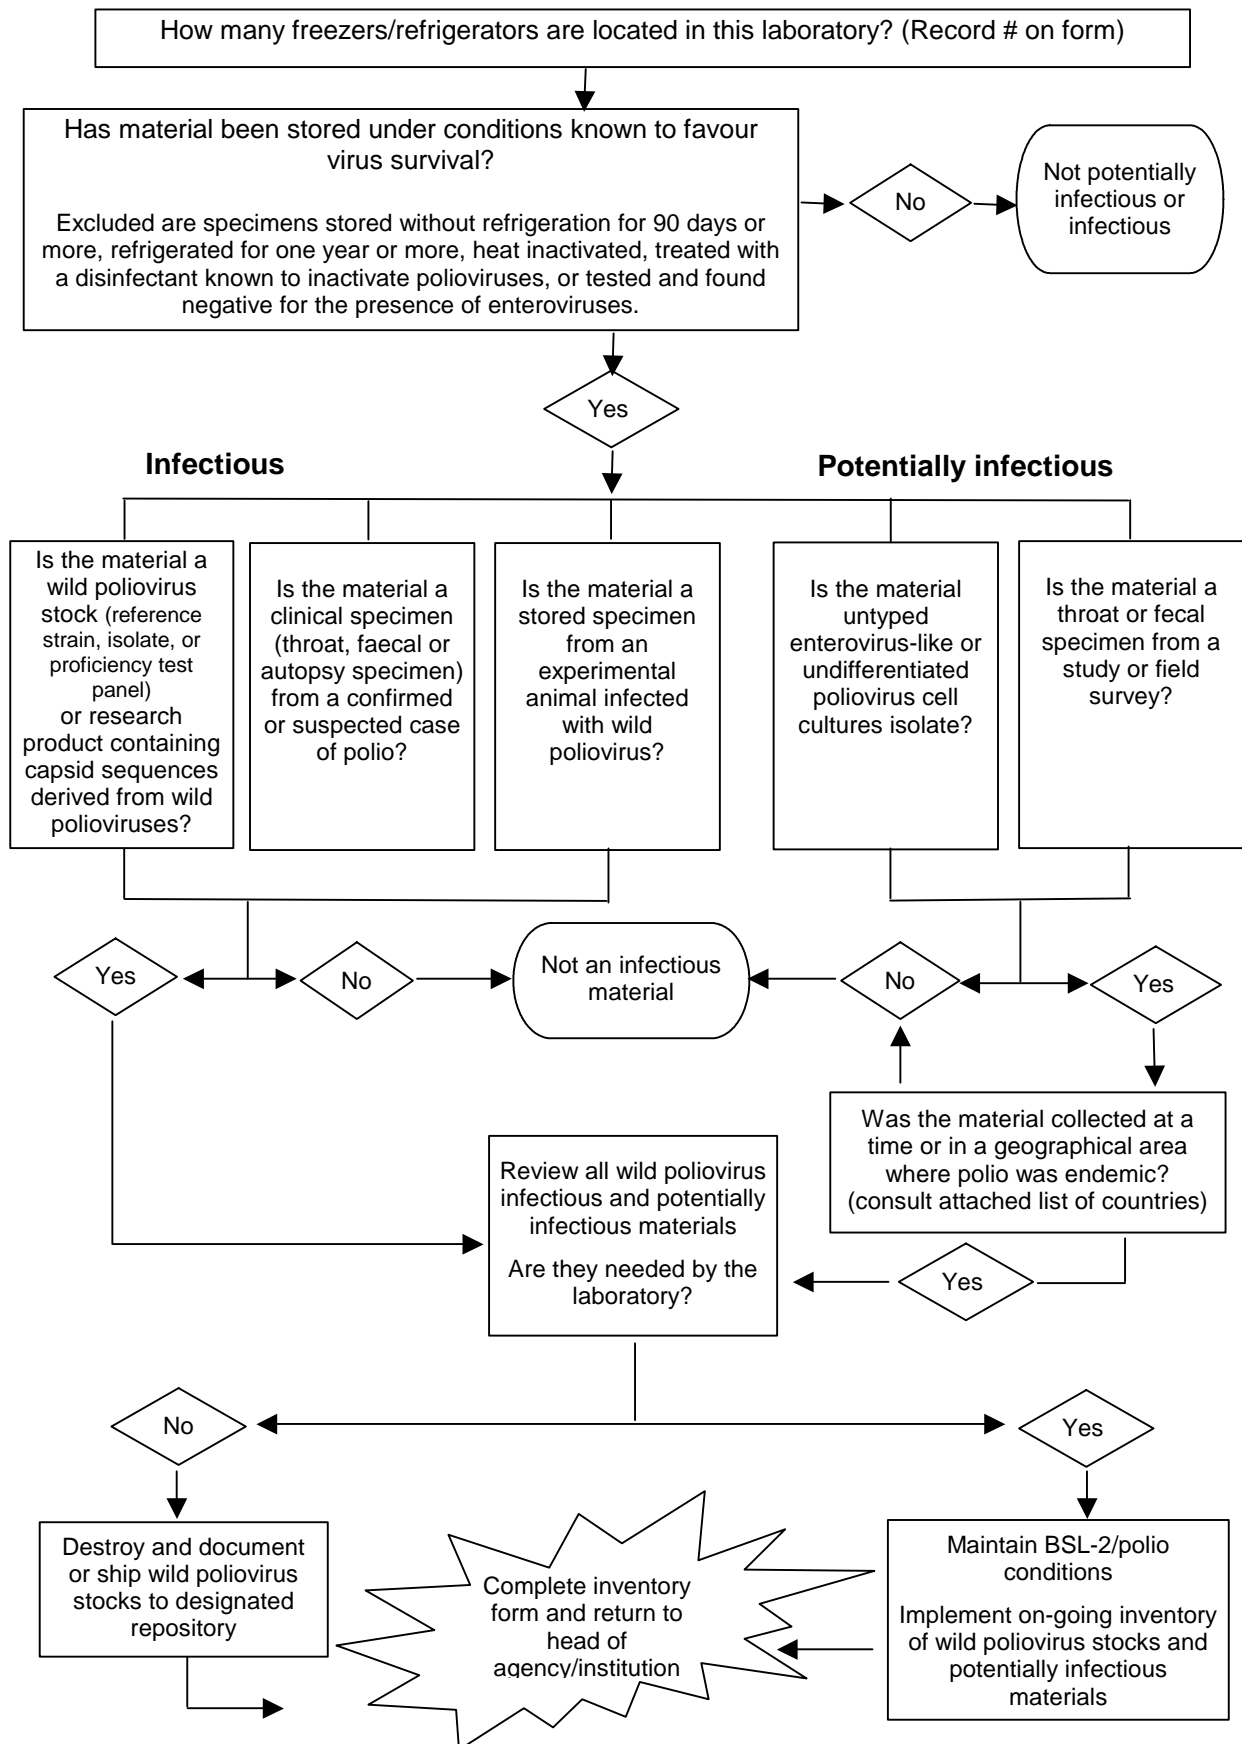 How many freezers/refrigerators are located in this laboratory? (Record # on form)
Has material been stored under conditions known to favour
virus survival?
Excluded are specimens stored without refrigeration for 90 days or
more, refrigerated for one year or more, heat inactivated, treated with
a disinfectant known to inactivate polioviruses, or tested and found
negative for the presence of enteroviruses.
No
Not potentially
infectious or
infectious
Yes
Infectious
Potentially infectious
Is the material a
wild poliovirus
stock (reference
strain, isolate, or
proficiency test
panel)
or research
product containing
capsid sequences
derived from wild
polioviruses?
Is the material a
clinical specimen
(throat, faecal or
autopsy specimen)
from a confirmed
or suspected case
of polio?
Is the material a
stored specimen
from an
experimental
animal infected
with wild
poliovirus?
Is the material
untyped
enterovirus-like or
undifferentiated
poliovirus cell
cultures isolate?
Is the material a
throat or fecal
specimen from a
study or field
survey?
Yes
No
Not an infectious
material
No
Yes
Was the material collected at a
time or in a geographical area
where polio was endemic?
(consult attached list of countries)
Review all wild poliovirus
infectious and potentially
infectious materials
Are they needed by the
laboratory?
Yes
No
Yes
Destroy and document
or ship wild poliovirus
stocks to designated
repository
Complete inventory
form and return to
head of
agency/institution
Maintain BSL-2/polio
conditions
Implement on-going inventory
of wild poliovirus stocks and
potentially infectious
materials